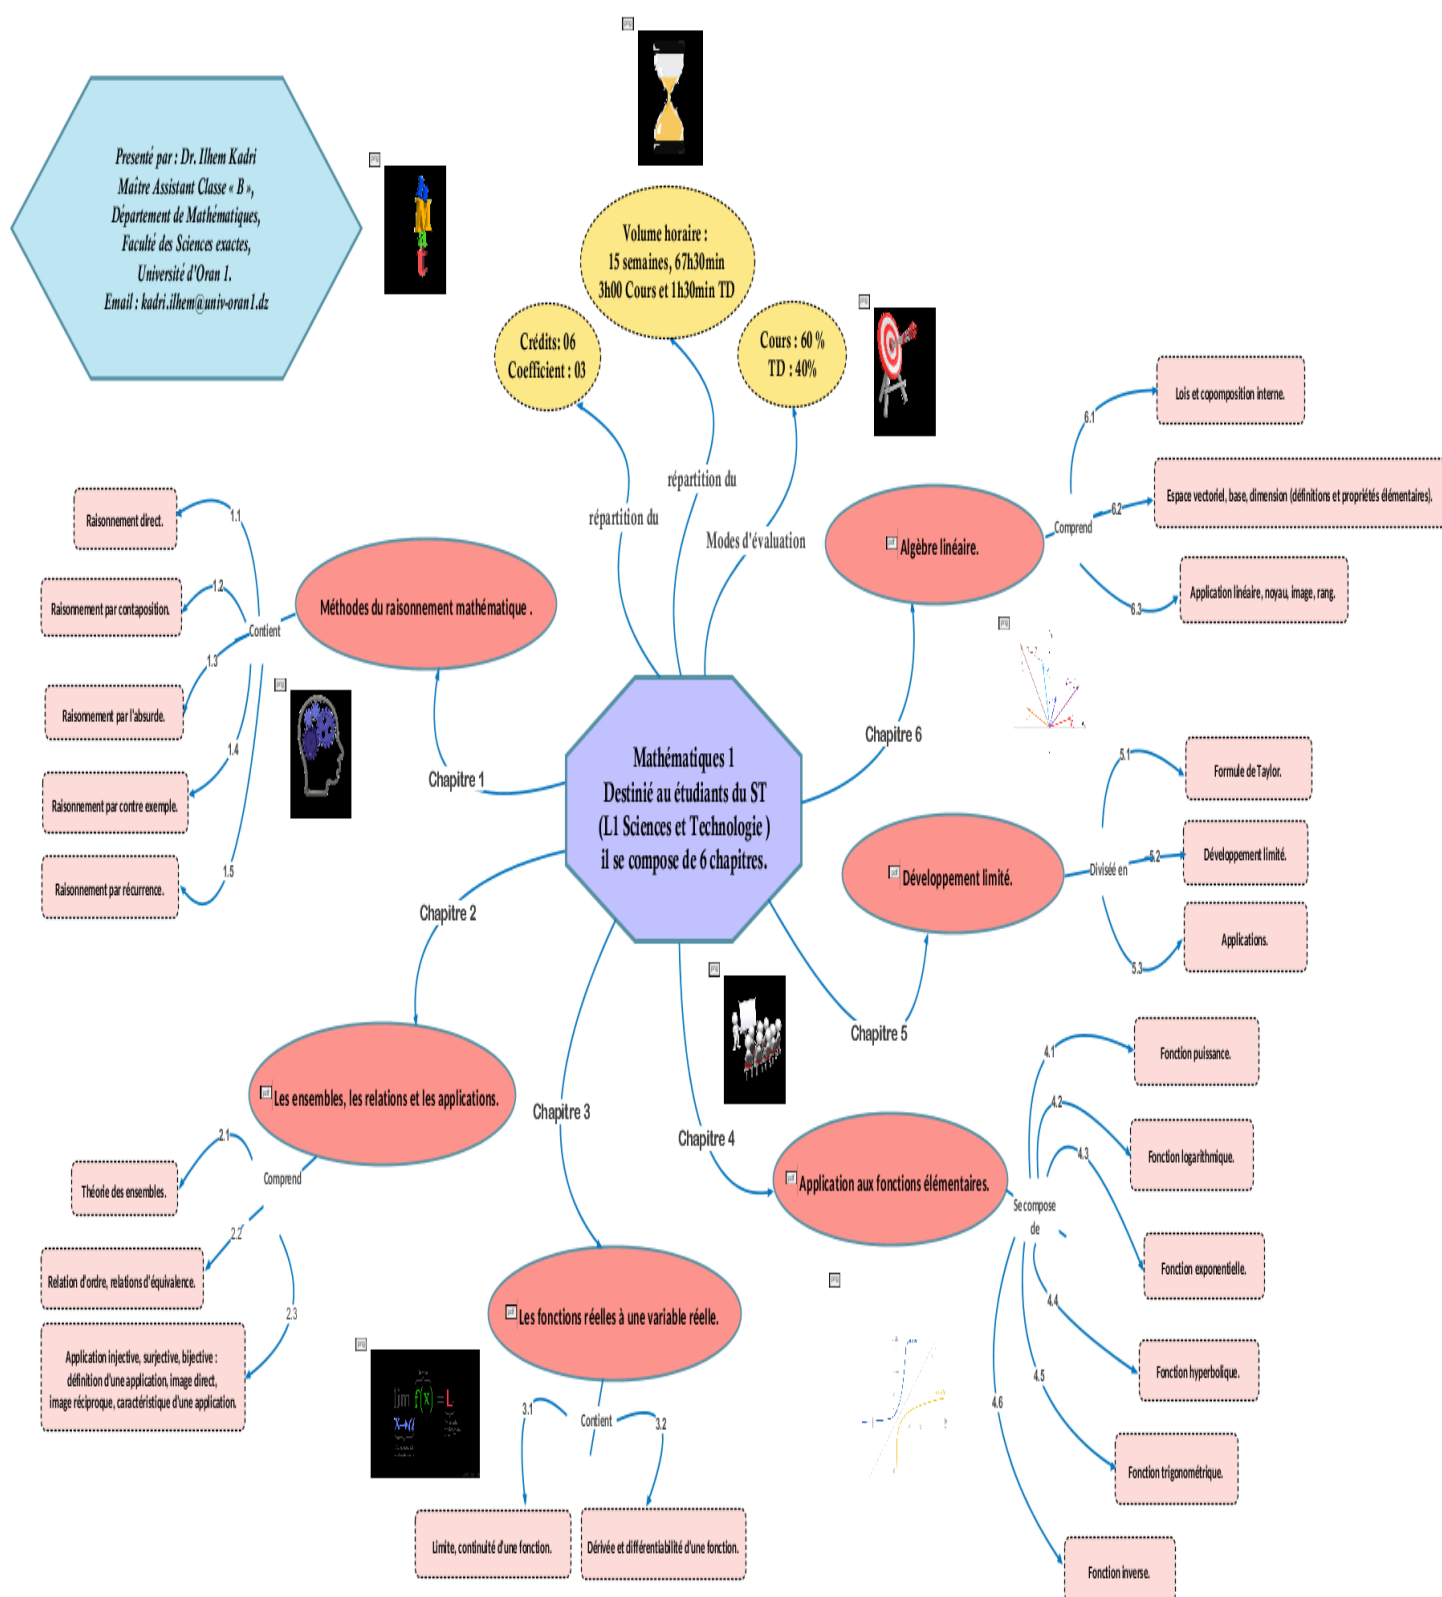 Presenté par : Dr. Ilhem Kadri
Maître Assistant Classe « B »,
Département de Mathématiques,
Faculté des Sciences exactes,
Université d'Oran 1.
Email : kadri.ilhem@univ-oran1.dz
Volume horaire :
15 semaines, 67h30min
3h00 Cours et 1h30min TD
Crédits: 06
Coefficient : 03
Cours : 60 %
TD : 40%
répartition du
répartition du
Modes d'évaluation
Mathématiques 1
Destinié au étudiants du ST
(L1 Sciences et Technologie )
il se compose de 6 chapitres.
Chapitre 1
Méthodes du raisonnement mathématique .
Contient
1.1
Raisonnement direct.
1.2
Raisonnement par contaposition.
1.3
Raisonnement par l'absurde.
1.4
Raisonnement par contre exemple.
1.5
Raisonnement par récurrence.
Chapitre 2
Les ensembles, les relations et les applications.
Comprend
2.1
Théorie des ensembles.
2.2
Relation d'ordre, relations d'équivalence.
2.3
Application injective, surjective, bijective :
définition d'une application, image direct,
image réciproque, caractéristique d'une application.
Chapitre 3
Les fonctions réelles à une variable réelle.
Contient
3.1
Limite, continuité d'une fonction.
3.2
Dérivée et différentiabilité d'une fonction.
lim f(x) = L
Chapitre 4
Application aux fonctions élémentaires.
Se compose
de
4.1
Fonction puissance.
4.2
Fonction logarithmique.
4.3
Fonction exponentielle.
4.4
Fonction hyperbolique.
4.5
Fonction trigonométrique.
4.6
Fonction inverse.
Chapitre 5
Développement limité.
Diviséé en
5.1
Formule de Taylor.
5.2
Développement limité.
5.3
Applications.
Chapitre 6
Algèbre linéaire.
Comprend
6.1
Lois et copomposition interne.
6.2
Espace vectoriel, base, dimension (définitions et propriétés élémentaires).
6.3
Application linéaire, noyau, image, rang.